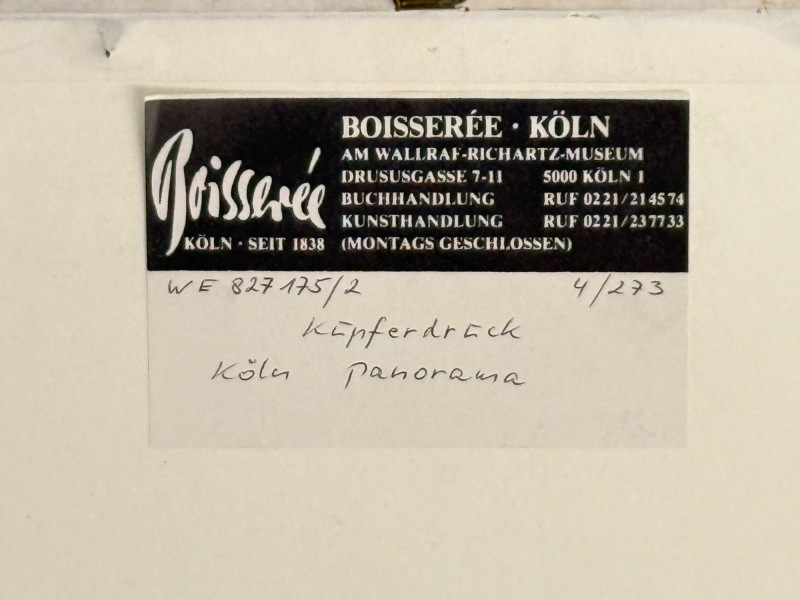 Boisserée
KÖLN · SEIT 1838
BOISSERÉE · KÖLN
AM WALLRAF-RICHARTZ-MUSEUM
DRUSUSGASSE 7-11 5000 KÖLN 1
BUCHHANDLUNG RUF 0221/214574
KUNSTHANDLUNG RUF 0221/237733
(MONTAGS GESCHLOSSEN)
WE 827175/2 4/273
Kupferdruck
Köln Panorama